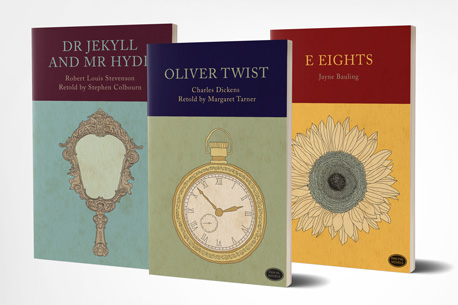 DR JEKYLL
AND MR HYDE
Robert Louis Stevenson
Retold by Stephen Colbourn
OLIVER TWIST
Charles Dickens
Retold by Margaret Tarner
E EIGHTS
Jayne Bauling